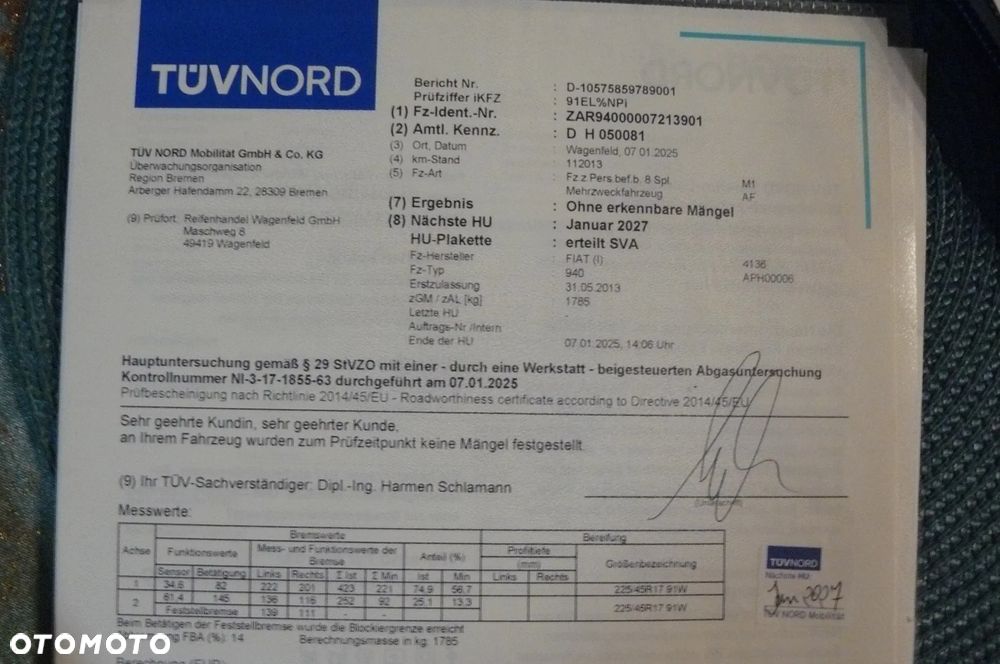 TÜVNORD
Bericht Nr. : D-10575859789001
Prüfziffer iKFZ : 91EL%NPi
(1) Fz-Ident.-Nr. : ZAR94000007213901
(2) Amtl. Kennz. : D H 050081
(3) Ort, Datum : Wagenfeld, 07.01.2025
(4) km-Stand : 112013
(5) Fz-Art : Fz.z.Pers.bef.b. 8 Spl. M1
Mehrzweckfahrzeug AF
(7) Ergebnis : Ohne erkennbare Mängel
(8) Nächste HU : Januar 2027
HU-Plakette : erteilt SVA
Fz-Hersteller : FIAT (I) 4136
Fz-Typ 940 APH00006
Erstzulassung 31.05.2013
zGM / zAL [kg] 1785
Letzte HU
Auftrags-Nr./Intern
Ende der HU 07.01.2025, 14:06 Uhr
TÜV NORD Mobilität GmbH & Co. KG
Überwachungsorganisation
Region Bremen
Arberger Hafendamm 22, 28309 Bremen
(9) Prüfort: Reifenhandel Wagenfeld GmbH
Maschweg 8
49419 Wagenfeld
Hauptuntersuchung gemäß § 29 StVZO mit einer - durch eine Werkstatt - beigesteuerten Abgasuntersuchung
Kontrollnummer NI-3-17-1855-63 durchgeführt am 07.01.2025
Prüfbescheinigung nach Richtlinie 2014/45/EU - Roadworthiness certificate according to Directive 2014/45/EU
Sehr geehrte Kundin, sehr geehrter Kunde,
an Ihrem Fahrzeug wurden zum Prüfzeitpunkt keine Mängel festgestellt.
(9) Ihr TÜV-Sachverständiger: Dipl.-Ing. Harmen Schlamann
(Unterschrift)
Messwerte:
Achse Bremswerte Bereifung
Funktionswerte Mess- und Funktionswerte der Bremse Anteil (%) Profiltiefe (mm) Größenbezeichnung
Sensor Betätigung Links Rechts Σ Ist Σ Min Ist Min Links Rechts
1 34,6 82 222 201 423 221 74,9 56,7 225/45R17 91W
2 61,4 145 136 116 252 92 25,1 13,3 225/45R17 91W
Feststellbremse 139 111 -
Beim Betätigen der Feststellbremse wurde die Blockiergrenze erreicht
FBA (%): 14 Berechnungsmasse in kg: 1785
TÜVNORD
Nächste HU
Jan 2027
TÜV NORD Mobilität
OTOMOTO